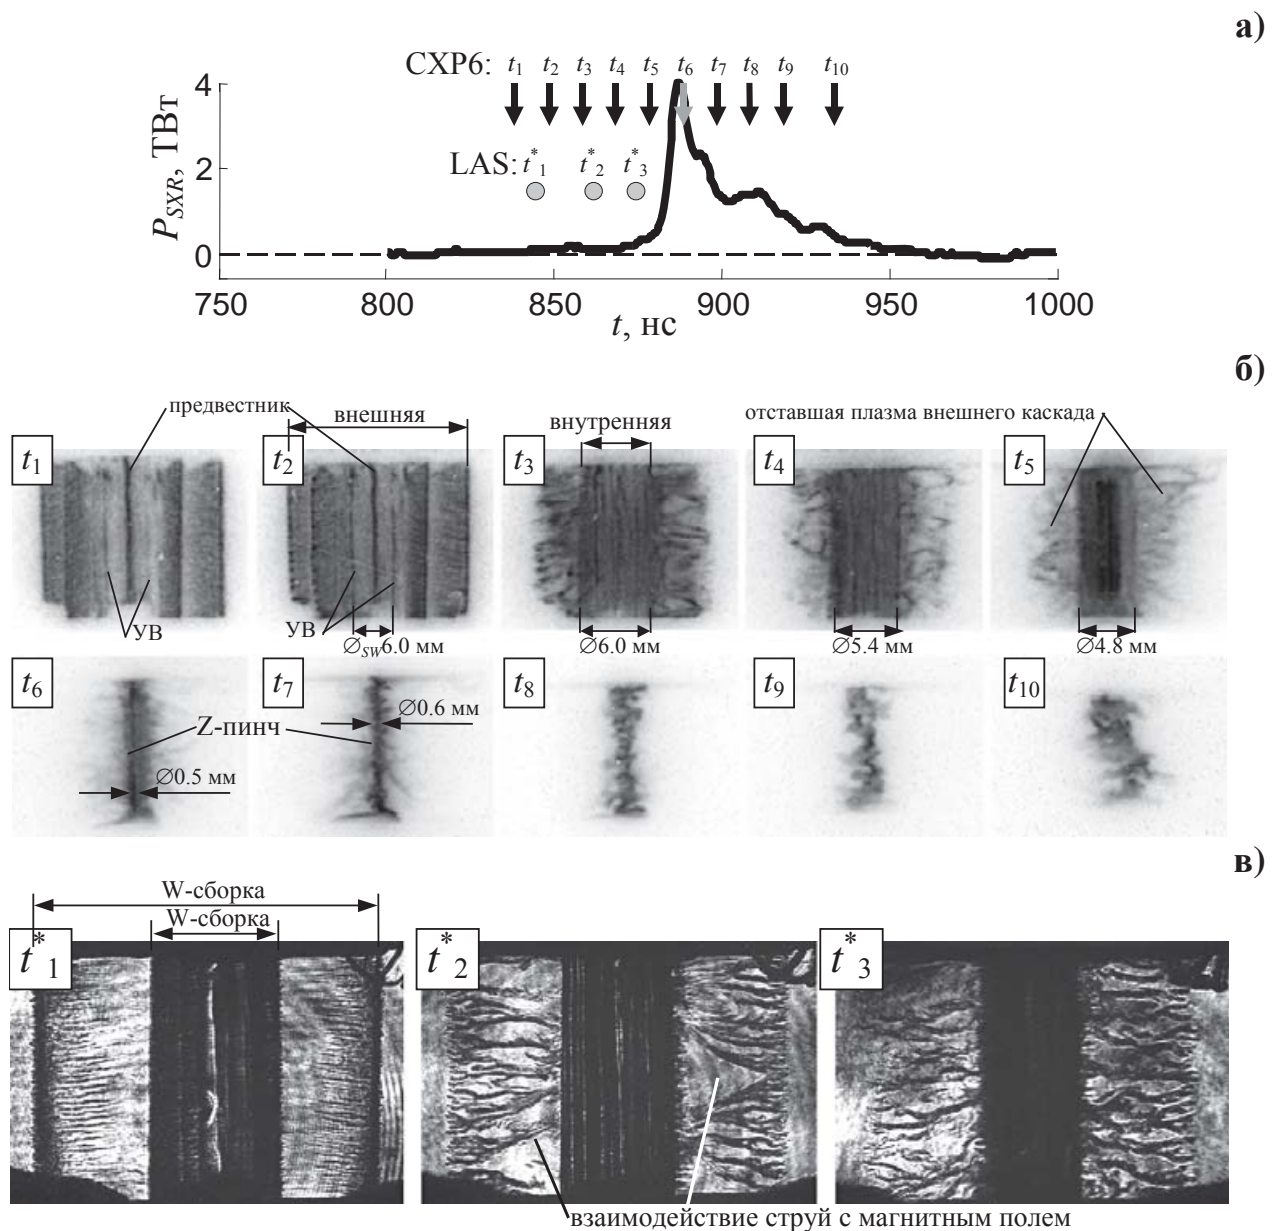 а)
СХР6: t1 t2 t3 t4 t5 t6 t7 t8 t9 t10
LAS: t*1 t*2 t*3
PSXR, ТВт
4
2
0
750 800 850 900 950 1000
t, нс
б)
предвестник
внешняя
внутренняя
отставшая плазма внешнего каскада
t1 t2 t3 t4 t5
УВ
УВ
∅SW6.0 мм
∅6.0 мм
∅5.4 мм
∅4.8 мм
t6 t7 t8 t9 t10
Z-пинч
∅0.6 мм
∅0.5 мм
в)
W-сборка
W-сборка
t*1 t*2 t*3
взаимодействие струй с магнитным полем